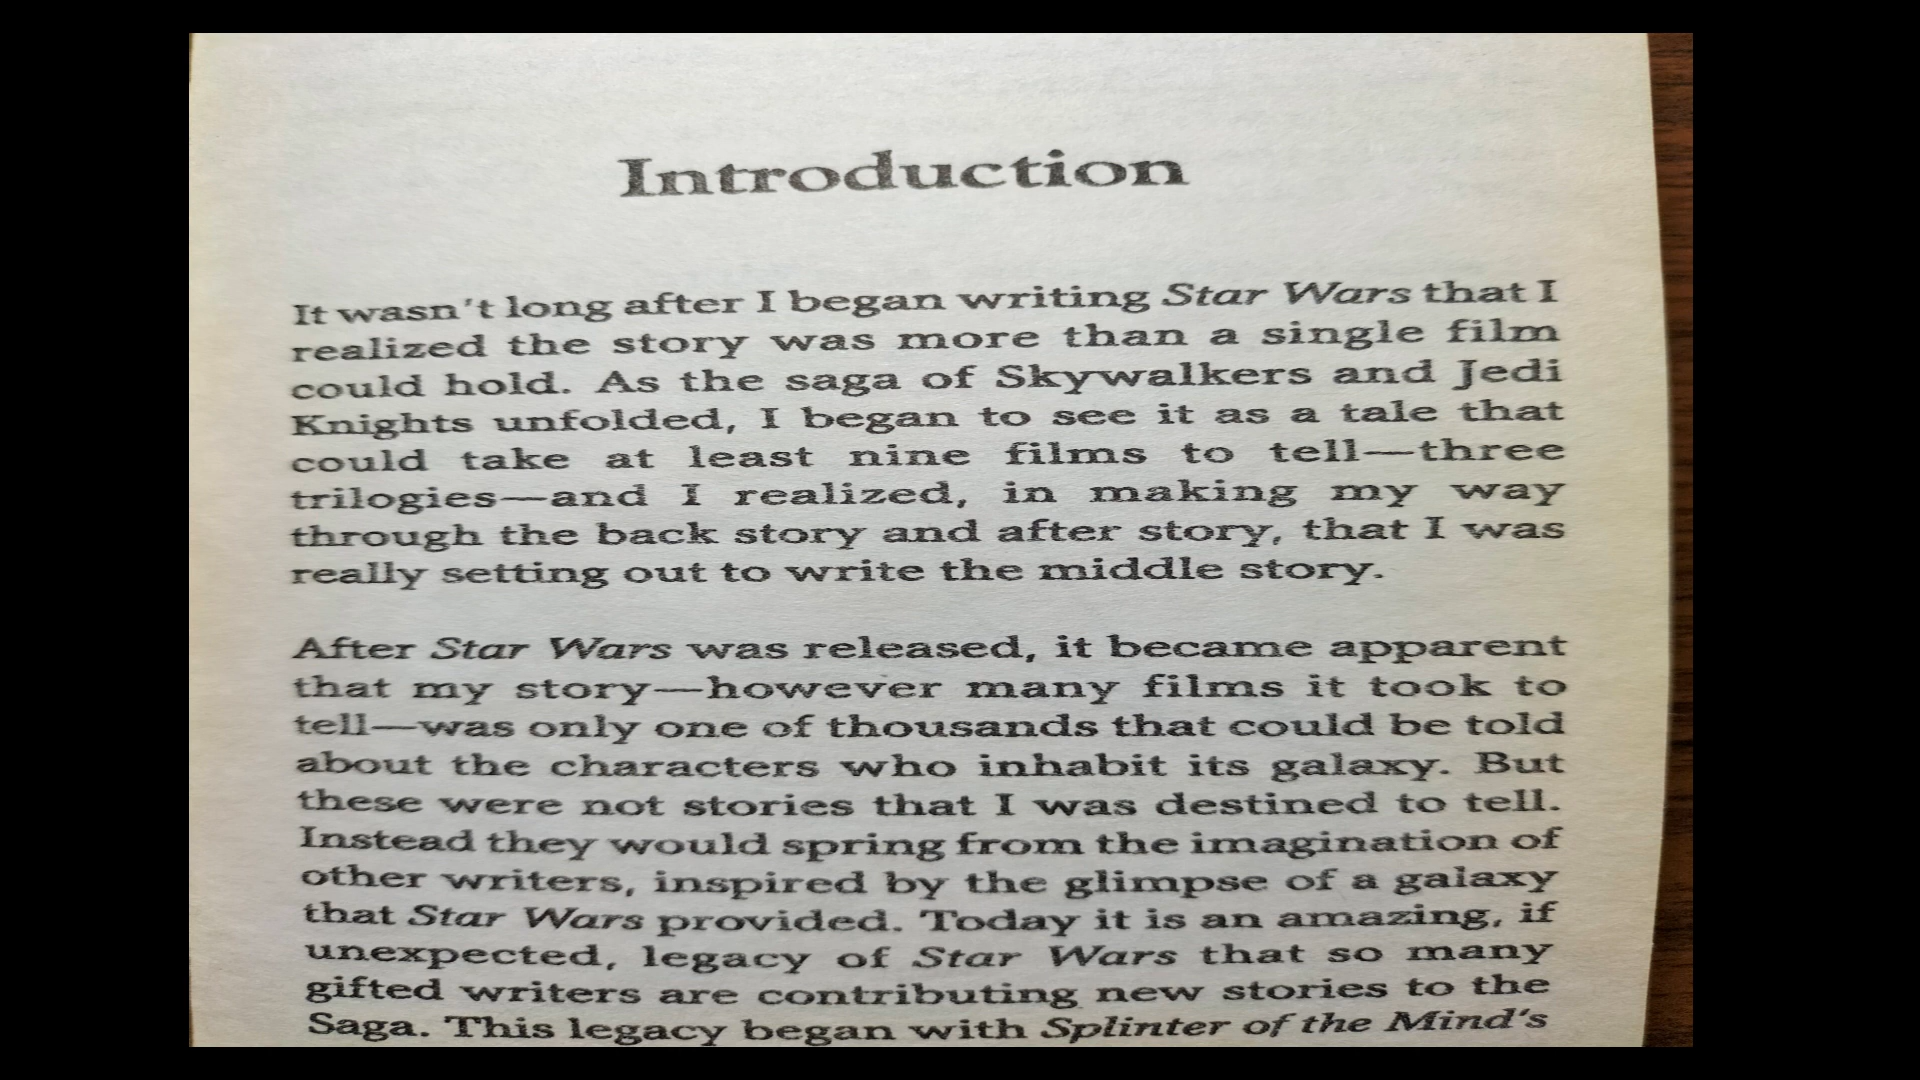 Introduction
It wasn't long after I began writing Star Wars that I
realized the story was more than a single film
could hold. As the saga of Skywalkers and Jedi
Knights unfolded, I began to see it as a tale that
could take at least nine films to tell—three
trilogies—and I realized, in making my way
through the back story and after story, that I was
really setting out to write the middle story.
After Star Wars was released, it became apparent
that my story—however many films it took to
tell—was only one of thousands that could be told
about the characters who inhabit its galaxy. But
these were not stories that I was destined to tell.
Instead they would spring from the imagination of
other writers, inspired by the glimpse of a galaxy
that Star Wars provided. Today it is an amazing, if
unexpected, legacy of Star Wars that so many
gifted writers are contributing new stories to the
Saga. This legacy began with Splinter of the Mind's